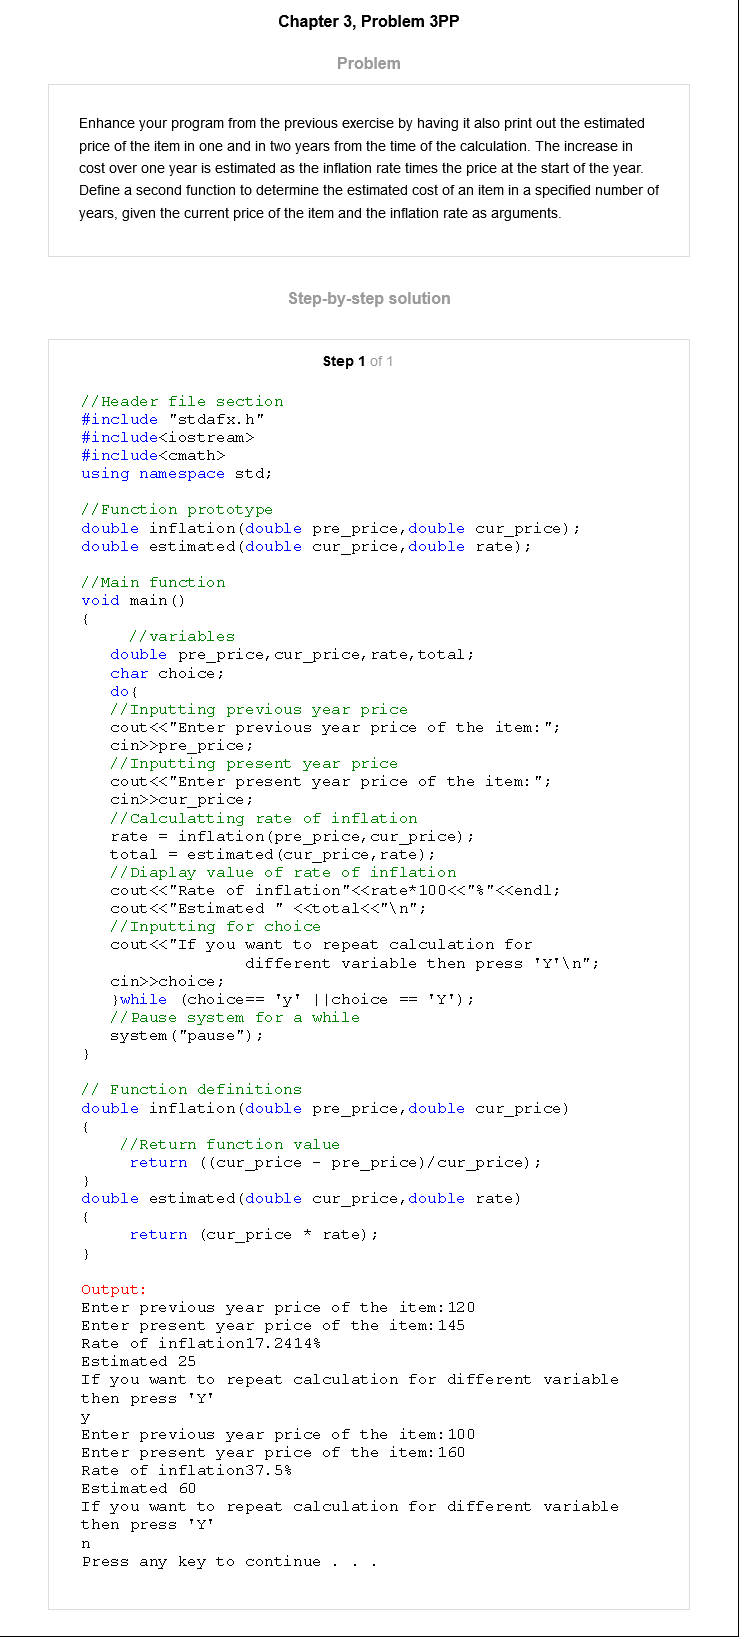 Chapter 3, Problem 3PP
Problem
Enhance your program from the previous exercise by having it also print out the estimated
price of the item in one and in two years from the time of the calculation. The increase in
cost over one year is estimated as the inflation rate times the price at the start of the year.
Define a second function to determine the estimated cost of an item in a specified number of
years, given the current price of the item and the inflation rate as arguments.
Step-by-step solution
Step 1 of 1
//Header file section
#include "stdafx.h"
#include<iostream>
#include<cmath>
using namespace std;
//Function prototype
double inflation(double pre_price,double cur_price);
double estimated(double cur_price,double rate);
//Main function
void main()
{
//variables
double pre_price,cur_price,rate,total;
char choice;
do{
//Inputting previous year price
cout<<"Enter previous year price of the item:";
cin>>pre_price;
//Inputting present year price
cout<<"Enter present year price of the item:";
cin>>cur_price;
//Calculatting rate of inflation
rate = inflation(pre_price,cur_price);
total = estimated(cur_price,rate);
//Diaplay value of rate of inflation
cout<<"Rate of inflation"<<rate*100<<"%"<<endl;
cout<<"Estimated " <<total<<"\n";
//Inputting for choice
cout<<"If you want to repeat calculation for
different variable then press 'Y'\n";
cin>>choice;
}while (choice== 'y' ||choice == 'Y');
//Pause system for a while
system("pause");
}
// Function definitions
double inflation(double pre_price,double cur_price)
{
//Return function value
return ((cur_price - pre_price)/cur_price);
}
double estimated(double cur_price,double rate)
{
return (cur_price * rate);
}
Output:
Enter previous year price of the item:120
Enter present year price of the item:145
Rate of inflation17.2414%
Estimated 25
If you want to repeat calculation for different variable
then press 'Y'
y
Enter previous year price of the item:100
Enter present year price of the item:160
Rate of inflation37.5%
Estimated 60
If you want to repeat calculation for different variable
then press 'Y'
n
Press any key to continue . . .